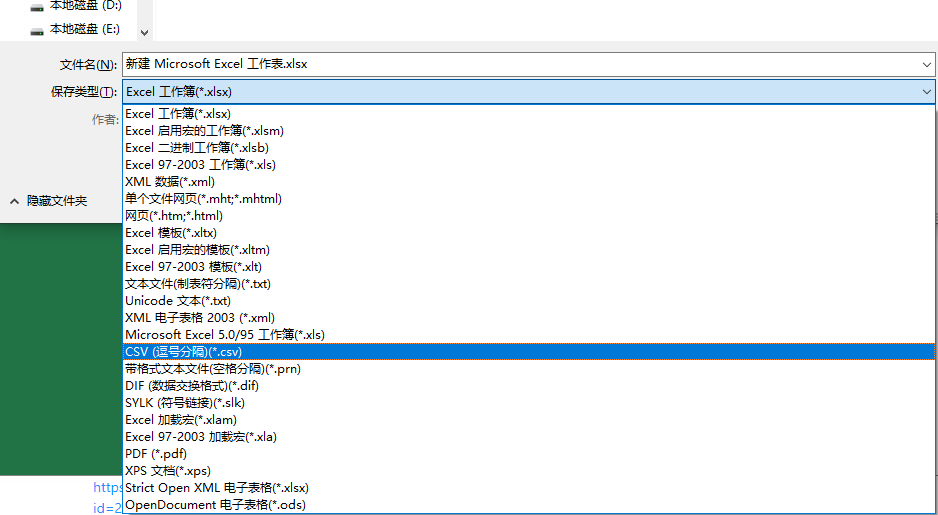 本地磁盘 (D:)
本地磁盘 (E:)
文件名(N): 新建 Microsoft Excel 工作表.xlsx
保存类型(T): Excel 工作簿(*.xlsx)
作者:
Excel 工作簿(*.xlsx)
Excel 启用宏的工作簿(*.xlsm)
Excel 二进制工作簿(*.xlsb)
Excel 97-2003 工作簿(*.xls)
XML 数据(*.xml)
单个文件网页(*.mht;*.mhtml)
隐藏文件夹
网页(*.htm;*.html)
Excel 模板(*.xltx)
Excel 启用宏的模板(*.xltm)
Excel 97-2003 模板(*.xlt)
文本文件(制表符分隔)(*.txt)
Unicode 文本(*.txt)
XML 电子表格 2003 (*.xml)
Microsoft Excel 5.0/95 工作簿(*.xls)
CSV (逗号分隔)(*.csv)
带格式文本文件(空格分隔)(*.prn)
DIF (数据交换格式)(*.dif)
SYLK (符号链接)(*.slk)
Excel 加载宏(*.xlam)
Excel 97-2003 加载宏(*.xla)
PDF (*.pdf)
XPS 文档(*.xps)
Strict Open XML 电子表格(*.xlsx)
OpenDocument 电子表格(*.ods)
https
id=2